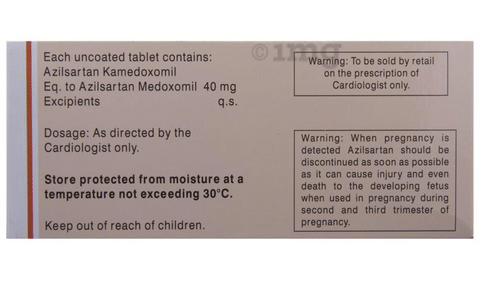 Each uncoated tablet contains:
Azilsartan Kamedoxomil
Eq. to Azilsartan Medoxomil 40 mg
Excipients q.s.
Dosage: As directed by the
Cardiologist only.
Store protected from moisture at a
temperature not exceeding 30°C.
Keep out of reach of children.
©1mg
Warning: To be sold by retail
on the prescription of
Cardiologist only.
Warning: When pregnancy is
detected Azilsartan should be
discontinued as soon as possible
as it can cause injury and even
death to the developing fetus
when used in pregnancy during
second and third trimester of
pregnancy.